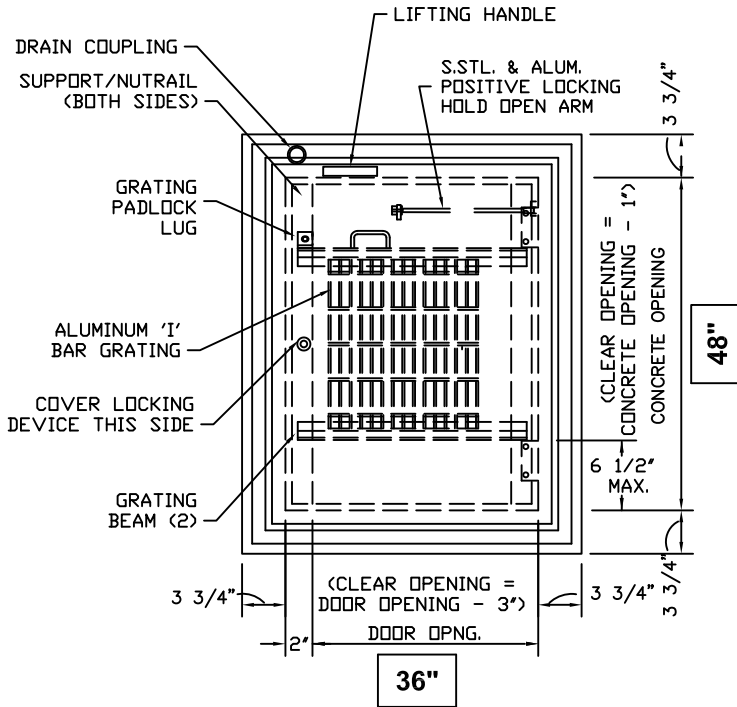 LIFTING HANDLE
DRAIN COUPLING
SUPPORT/NUTRAIL
(BOTH SIDES)
S.STL. & ALUM.
POSITIVE LOCKING
HOLD OPEN ARM
3 3/4"
GRATING
PADLOCK
LUG
(CLEAR OPENING =
CONCRETE OPENING - 1")
CONCRETE OPENING
48"
ALUMINUM 'I'
BAR GRATING
COVER LOCKING
DEVICE THIS SIDE
6 1/2"
MAX.
GRATING
BEAM (2)
3 3/4"
(CLEAR OPENING =
DOOR OPENING - 3")
3 3/4"
3 3/4"
2"
DOOR OPNG.
36"